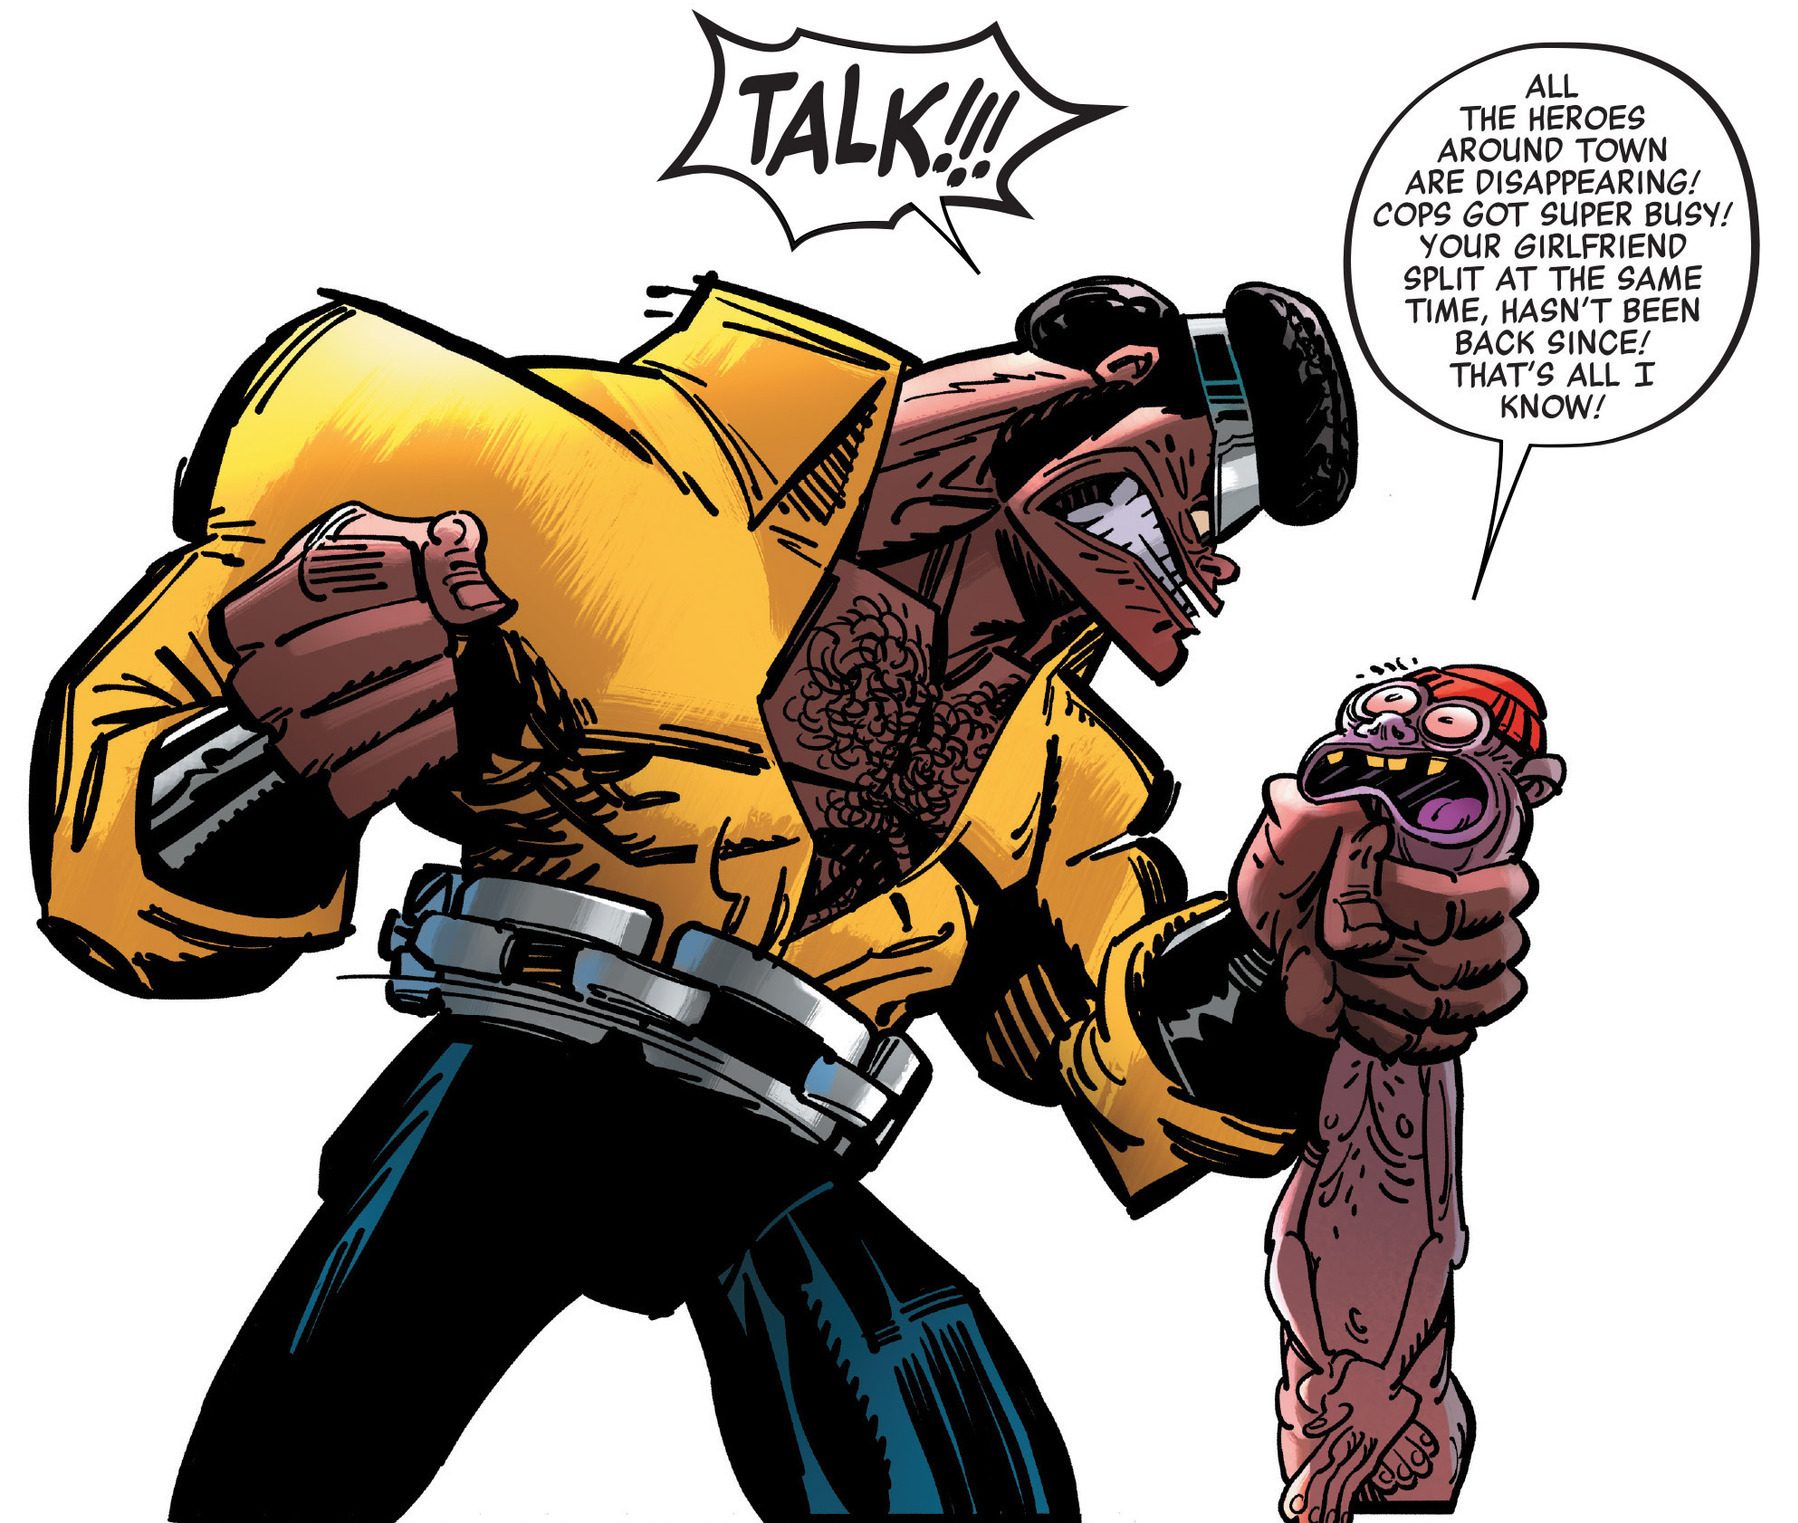 TALK!!!
ALL
THE HEROES
AROUND TOWN
ARE DISAPPEARING!
COPS GOT SUPER BUSY!
YOUR GIRLFRIEND
SPLIT AT THE SAME
TIME, HASN'T BEEN
BACK SINCE!
THAT'S ALL I
KNOW!